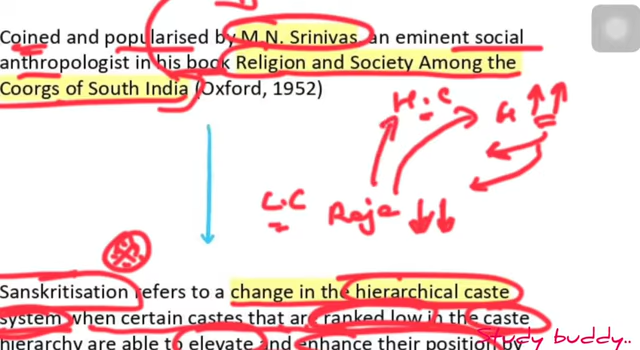 Coined and popularised by M.N. Srinivas, an eminent social
anthropologist in his book Religion and Society Among the
Coorgs of South India (Oxford, 1952)
H.C
G
L.C Raje
Sanskritisation refers to a change in the hierarchical caste
system when certain castes that are ranked low in the caste
hierarchy are able to elevate and enhance their position by
Study buddy..